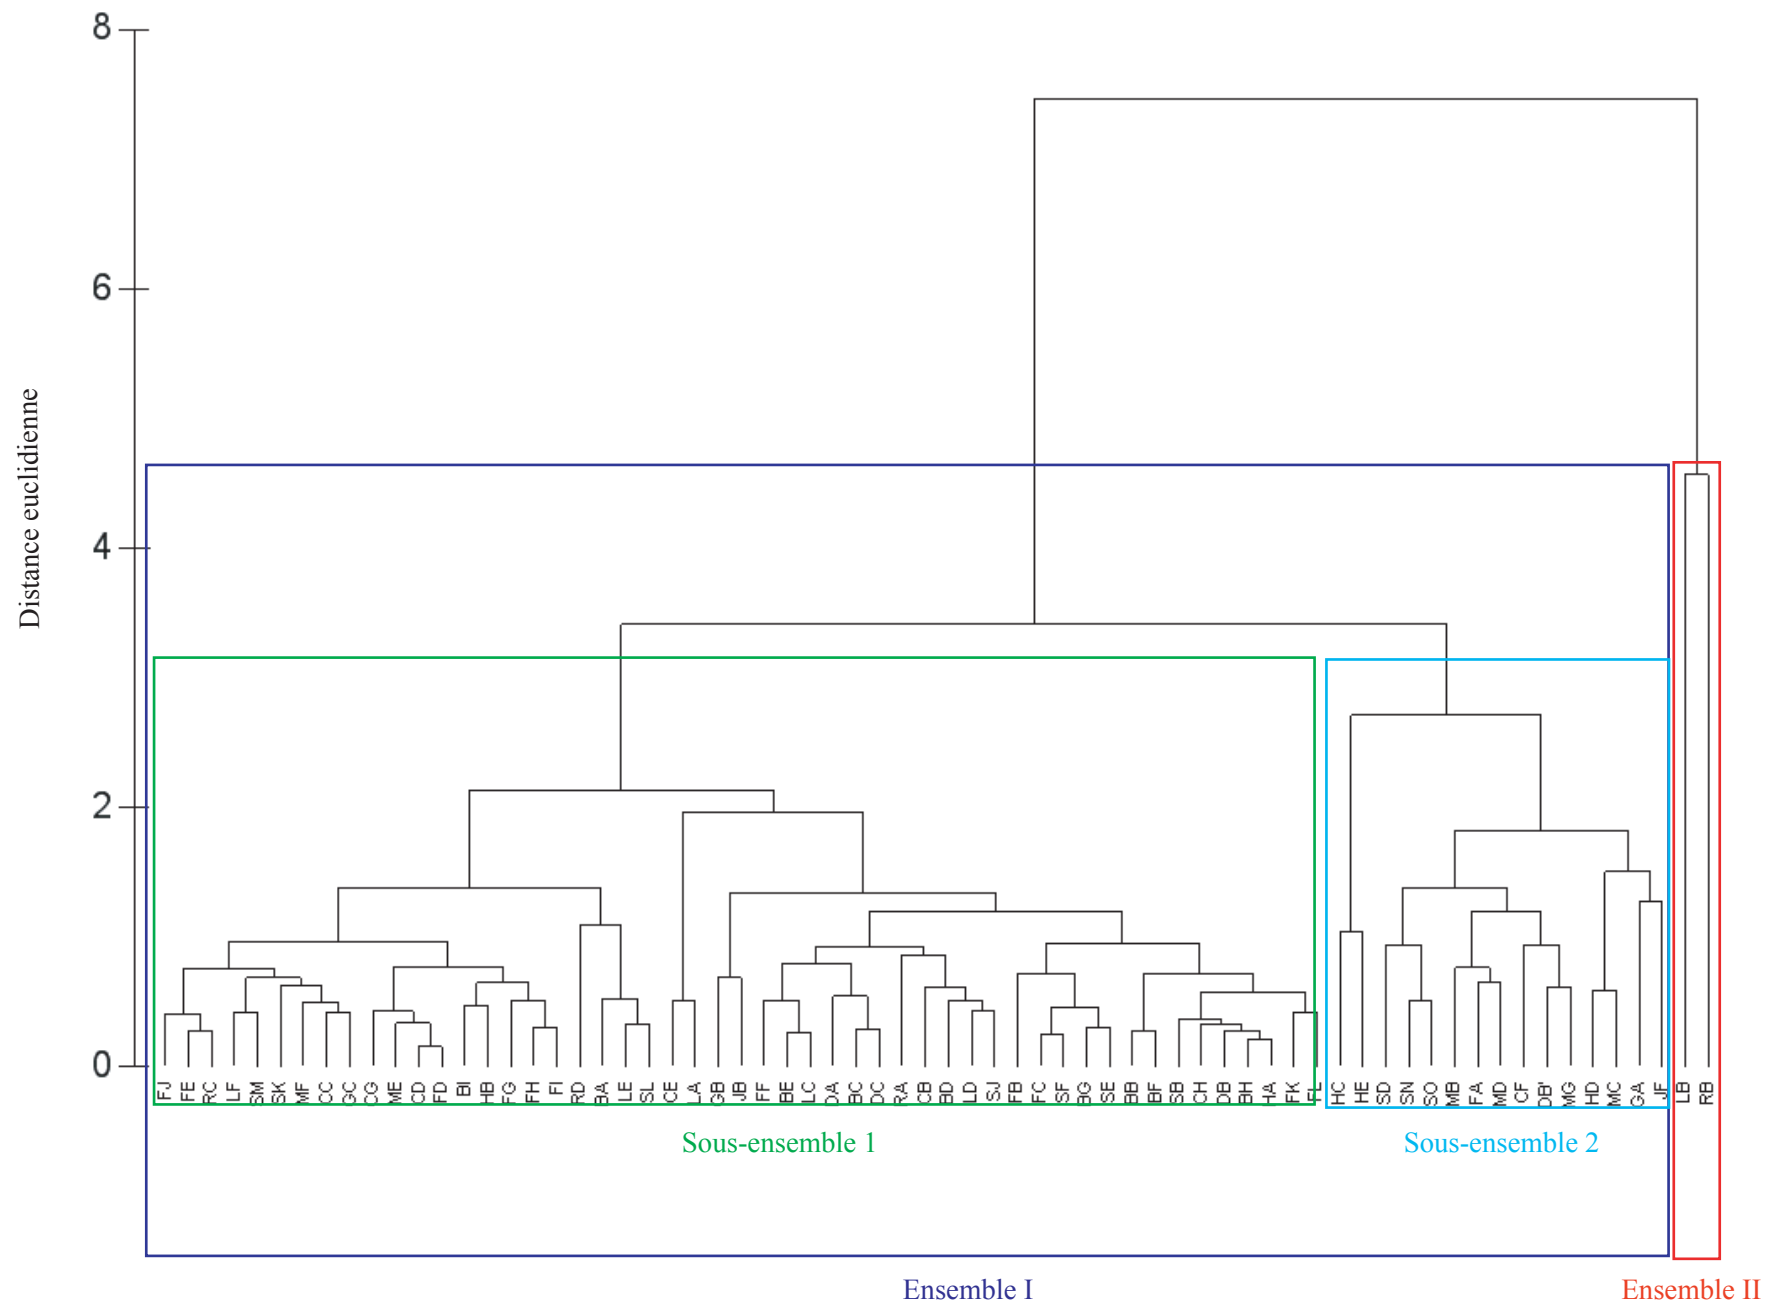 8
6
4
2
0
Distance euclidienne
FJ FE RC LF SM SK MF CC GC CG ME CD FD BI HB FG FH FI RD BA LE SL CE LA GB JB FF BE LC DA BC DC RA CB BD LD SJ FB FC SF BG SE BB BF SB CH DB BH HA FK FL HC HE SD SN SO MB FA MD CF DB' MG HD MC GA JF LB RB
Sous-ensemble 1
Sous-ensemble 2
Ensemble I
Ensemble II